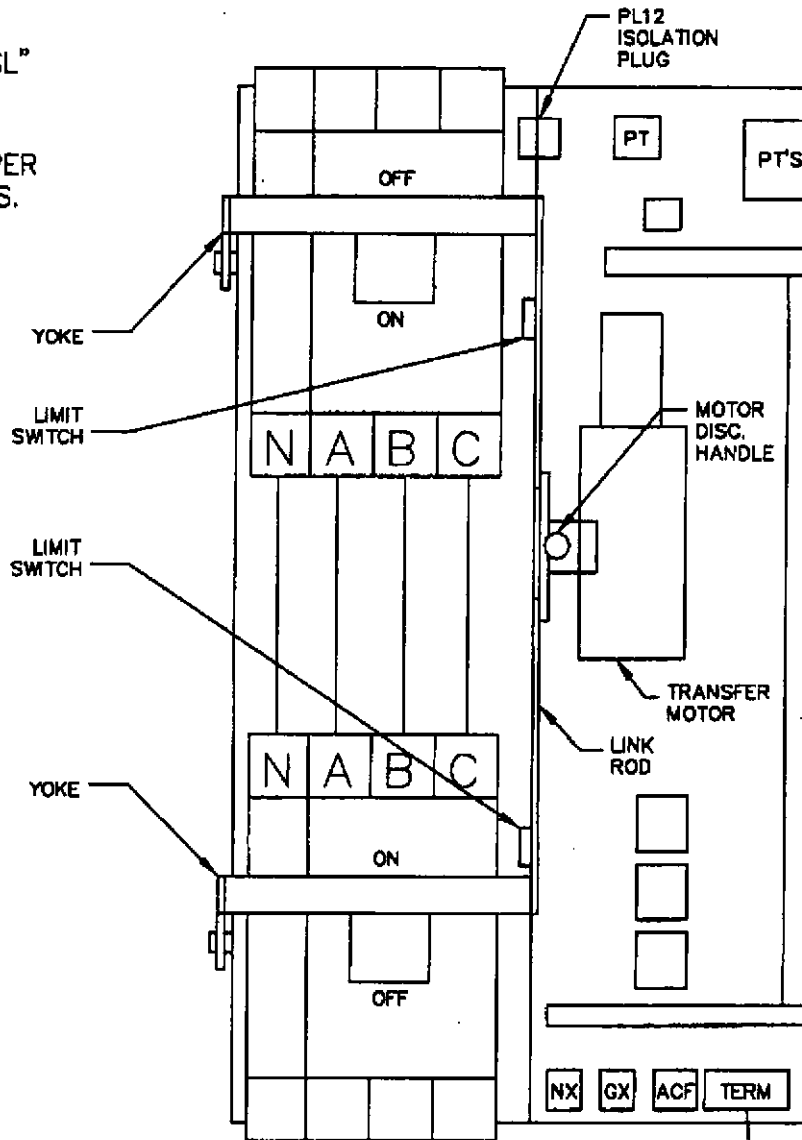 SL"
PER
S.
PL12
ISOLATION
PLUG
PT
PT'S
OFF
YOKE
ON
LIMIT
SWITCH
MOTOR
DISC.
HANDLE
N A B C
LIMIT
SWITCH
TRANSFER
MOTOR
LINK
ROD
N A B C
YOKE
ON
OFF
NX GX ACF TERM